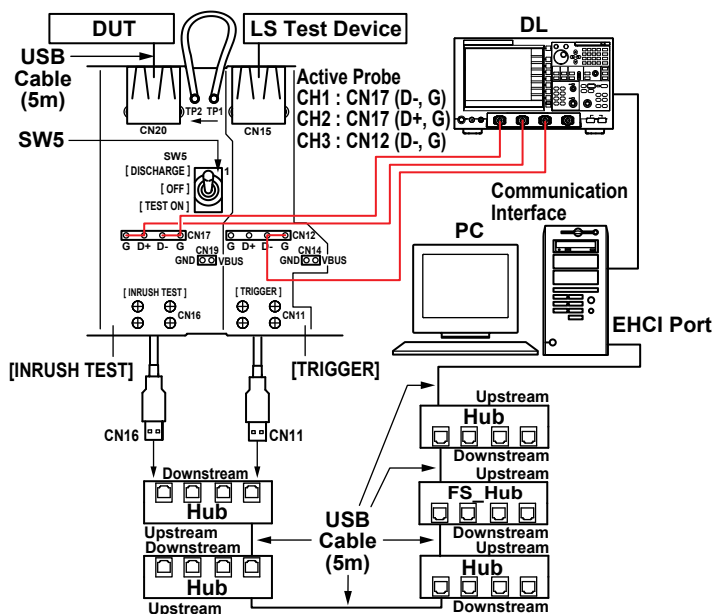 DUT
LS Test Device
DL
USB
Cable
(5m)
CN20
TP2 TP1
CN15
Active Probe
CH1 : CN17 (D-, G)
CH2 : CN17 (D+, G)
CH3 : CN12 (D-, G)
SW5
SW5
[ DISCHARGE ]
1
[ OFF ]
[ TEST ON ]
CN17
G D+ D- G
CN12
G D+ D- G
CN19
GND VBUS
CN14
GND VBUS
[ INRUSH TEST ]
CN16
[ TRIGGER ]
CN11
[INRUSH TEST]
[TRIGGER]
Communication
Interface
PC
EHCI Port
CN16
CN11
Downstream
Hub
Upstream
Downstream
Hub
Upstream
USB
Cable
(5m)
Upstream
Hub
Downstream
Upstream
FS_Hub
Downstream
Upstream
Hub
Downstream